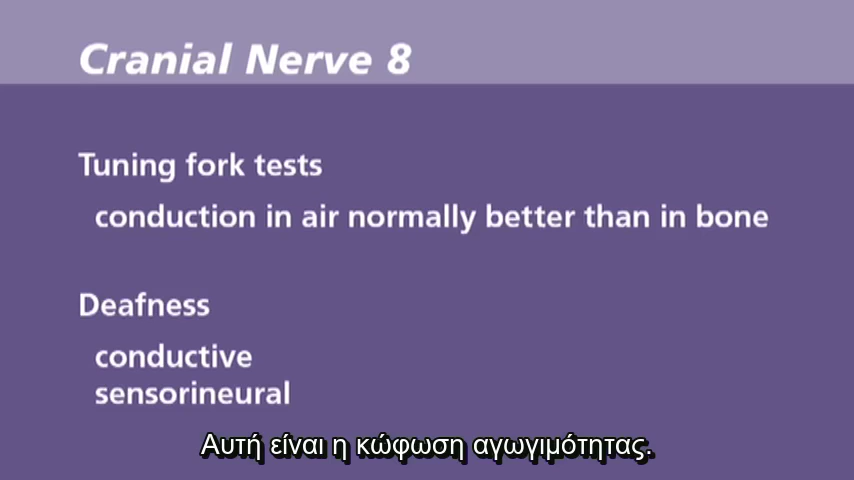 Cranial Nerve 8
Tuning fork tests
conduction in air normally better than in bone
Deafness
conductive
sensorineural
Αυτή είναι η κώφωση αγωγιμότητας.